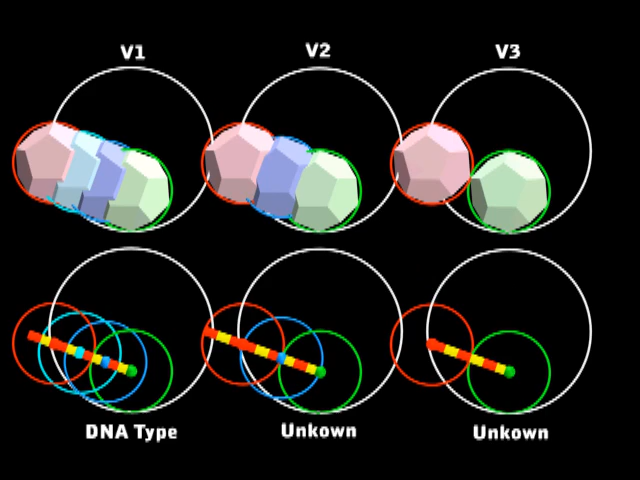 V1
V2
V3
DNA Type
Unkown
Unkown